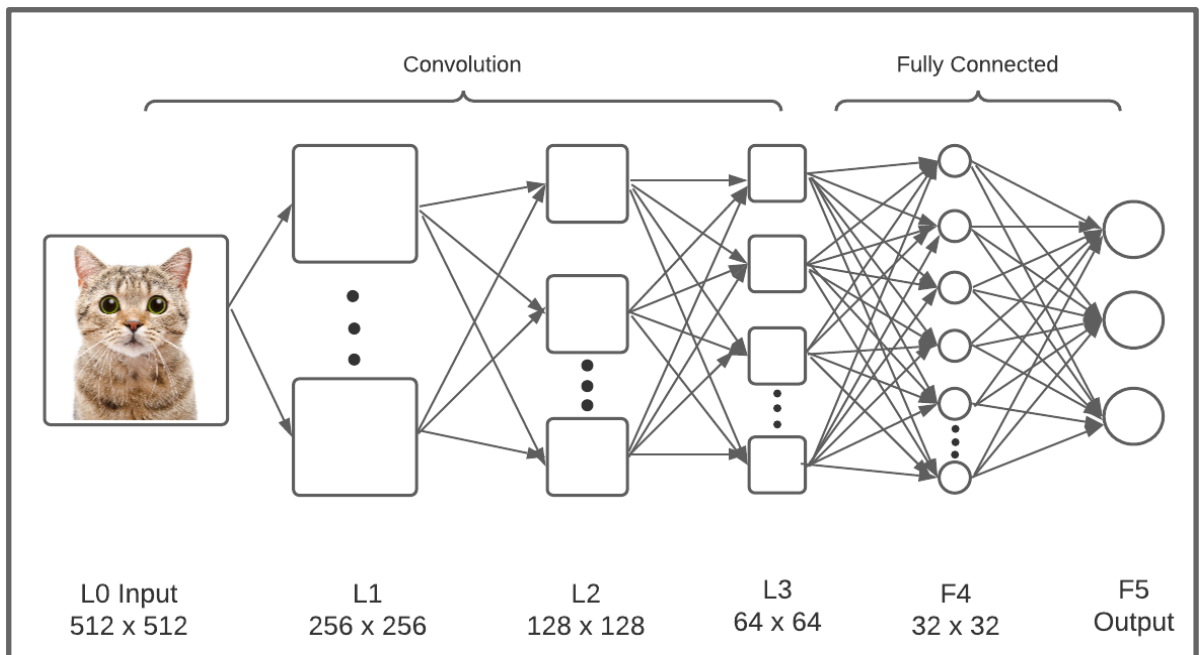 Convolution
Fully Connected
L0 Input
512 x 512
L1
256 x 256
L2
128 x 128
L3
64 x 64
F4
32 x 32
F5
Output